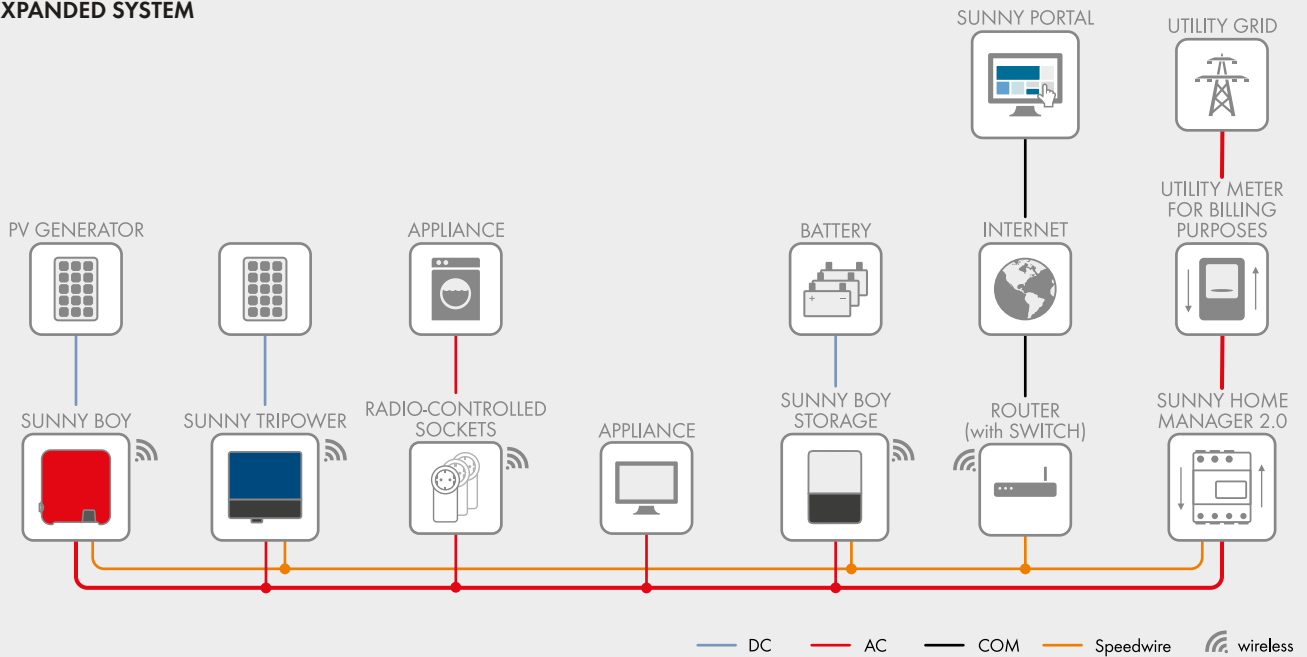 XPANDED SYSTEM
SUNNY PORTAL
UTILITY GRID
UTILITY METER
FOR BILLING
PURPOSES
PV GENERATOR
APPLIANCE
BATTERY
INTERNET
SUNNY BOY
SUNNY TRIPOWER
RADIO-CONTROLLED
SOCKETS
APPLIANCE
SUNNY BOY
STORAGE
ROUTER
(with SWITCH)
SUNNY HOME
MANAGER 2.0
DC
AC
COM
Speedwire
wireless